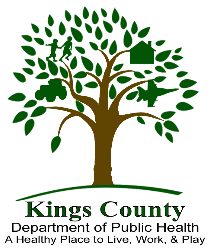 Kings County
Department of Public Health
A Healthy Place to Live, Work, & Play